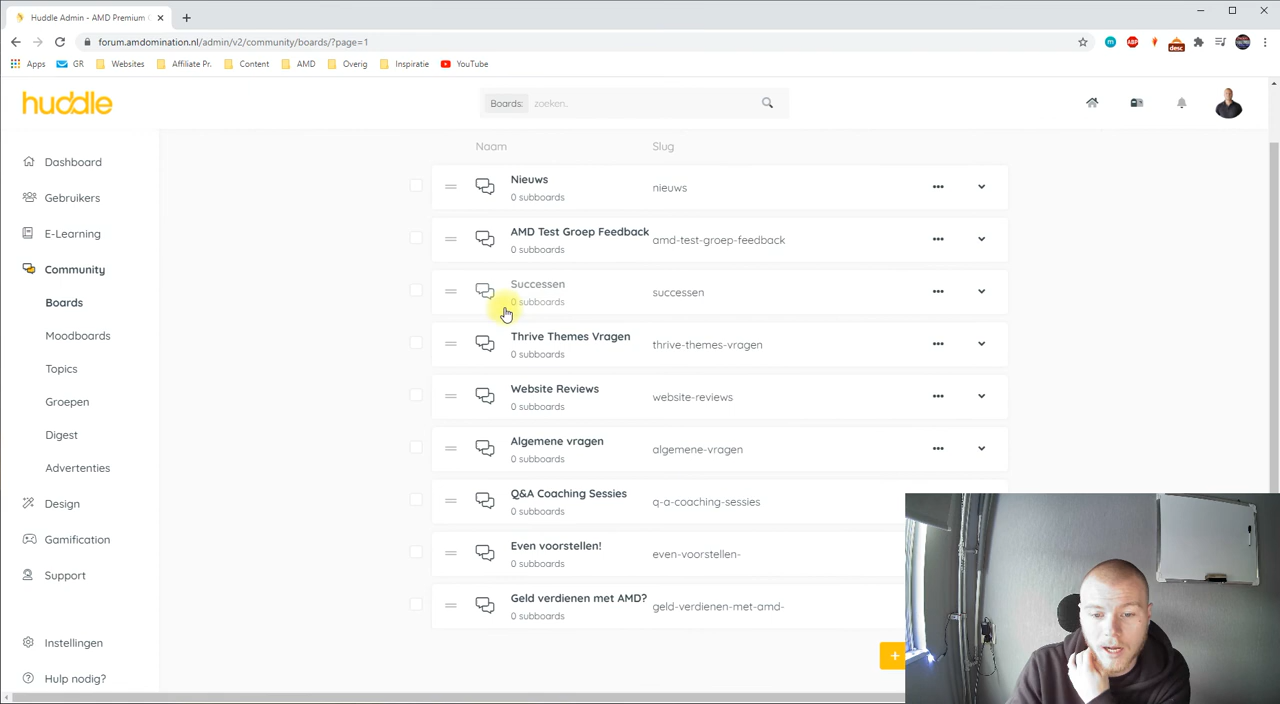 Huddle Admin - AMD Premium
forum.amdomination.nl/admin/v2/community/boards/?page=1
Apps GR Websites Affiliate Pr. Content AMD Overig Inspiratie YouTube
m ABP desc
huddle
Boards: zoeken..
Dashboard
Gebruikers
E-Learning
Community
Boards
Moodboards
Topics
Groepen
Digest
Advertenties
Design
Gamification
Support
Instellingen
Hulp nodig?
Naam Slug
Nieuws
0 subboards
nieuws
AMD Test Groep Feedback
0 subboards
amd-test-groep-feedback
Successen
0 subboards
successen
Thrive Themes Vragen
0 subboards
thrive-themes-vragen
Website Reviews
0 subboards
website-reviews
Algemene vragen
0 subboards
algemene-vragen
Q&A Coaching Sessies
0 subboards
q-a-coaching-sessies
Even voorstellen!
0 subboards
even-voorstellen-
Geld verdienen met AMD?
0 subboards
geld-verdienen-met-amd-
+